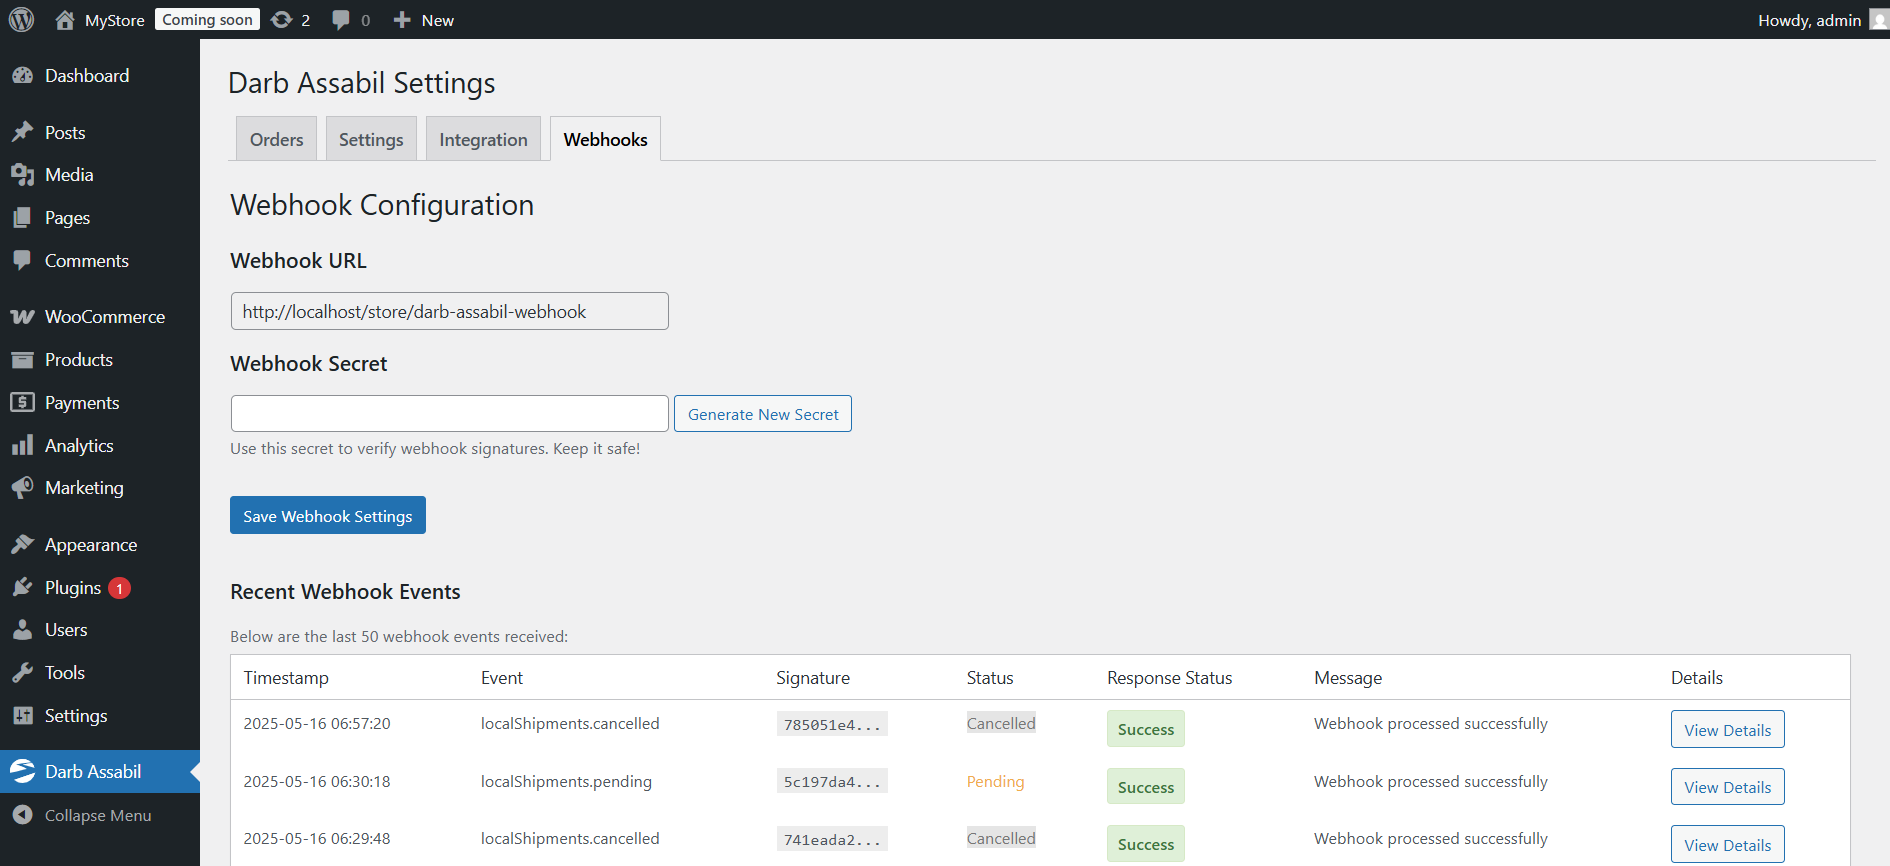 MyStore Coming soon 2 0 New Howdy, admin
Dashboard
Posts
Media
Pages
Comments
WooCommerce
Products
Payments
Analytics
Marketing
Appearance
Plugins 1
Users
Tools
Settings
Darb Assabil
Collapse Menu
Darb Assabil Settings
Orders Settings Integration Webhooks
Webhook Configuration
Webhook URL
http://localhost/store/darb-assabil-webhook
Webhook Secret
Generate New Secret
Use this secret to verify webhook signatures. Keep it safe!
Save Webhook Settings
Recent Webhook Events
Below are the last 50 webhook events received:
Timestamp Event Signature Status Response Status Message Details
2025-05-16 06:57:20 localShipments.cancelled 785051e4... Cancelled Success Webhook processed successfully View Details
2025-05-16 06:30:18 localShipments.pending 5c197da4... Pending Success Webhook processed successfully View Details
2025-05-16 06:29:48 localShipments.cancelled 741eada2... Cancelled Success Webhook processed successfully View Details